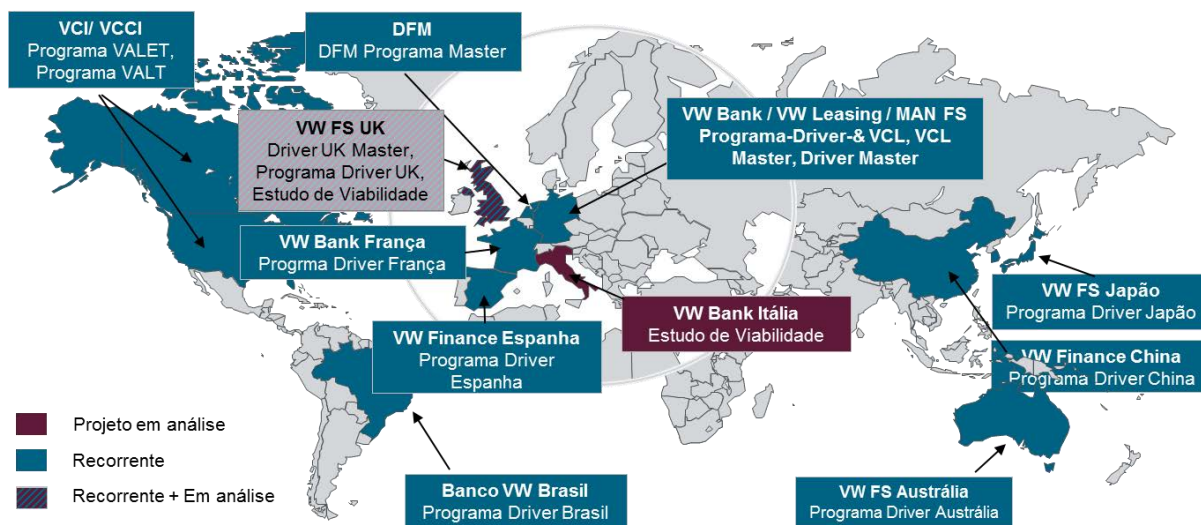 VCI/ VCCI
Programa VALET,
Programa VALT
DFM
DFM Programa Master
VW FS UK
Driver UK Master,
Programa Driver UK,
Estudo de Viabilidade
VW Bank / VW Leasing / MAN FS
Programa-Driver-& VCL, VCL
Master, Driver Master
VW Bank França
Progrma Driver França
VW Finance Espanha
Programa Driver
Espanha
VW Bank Itália
Estudo de Viabilidade
VW FS Japão
Programa Driver Japão
VW Finance China
Programa Driver China
Projeto em análise
Recorrente
Recorrente + Em análise
Banco VW Brasil
Programa Driver Brasil
VW FS Austrália
Programa Driver Austrália